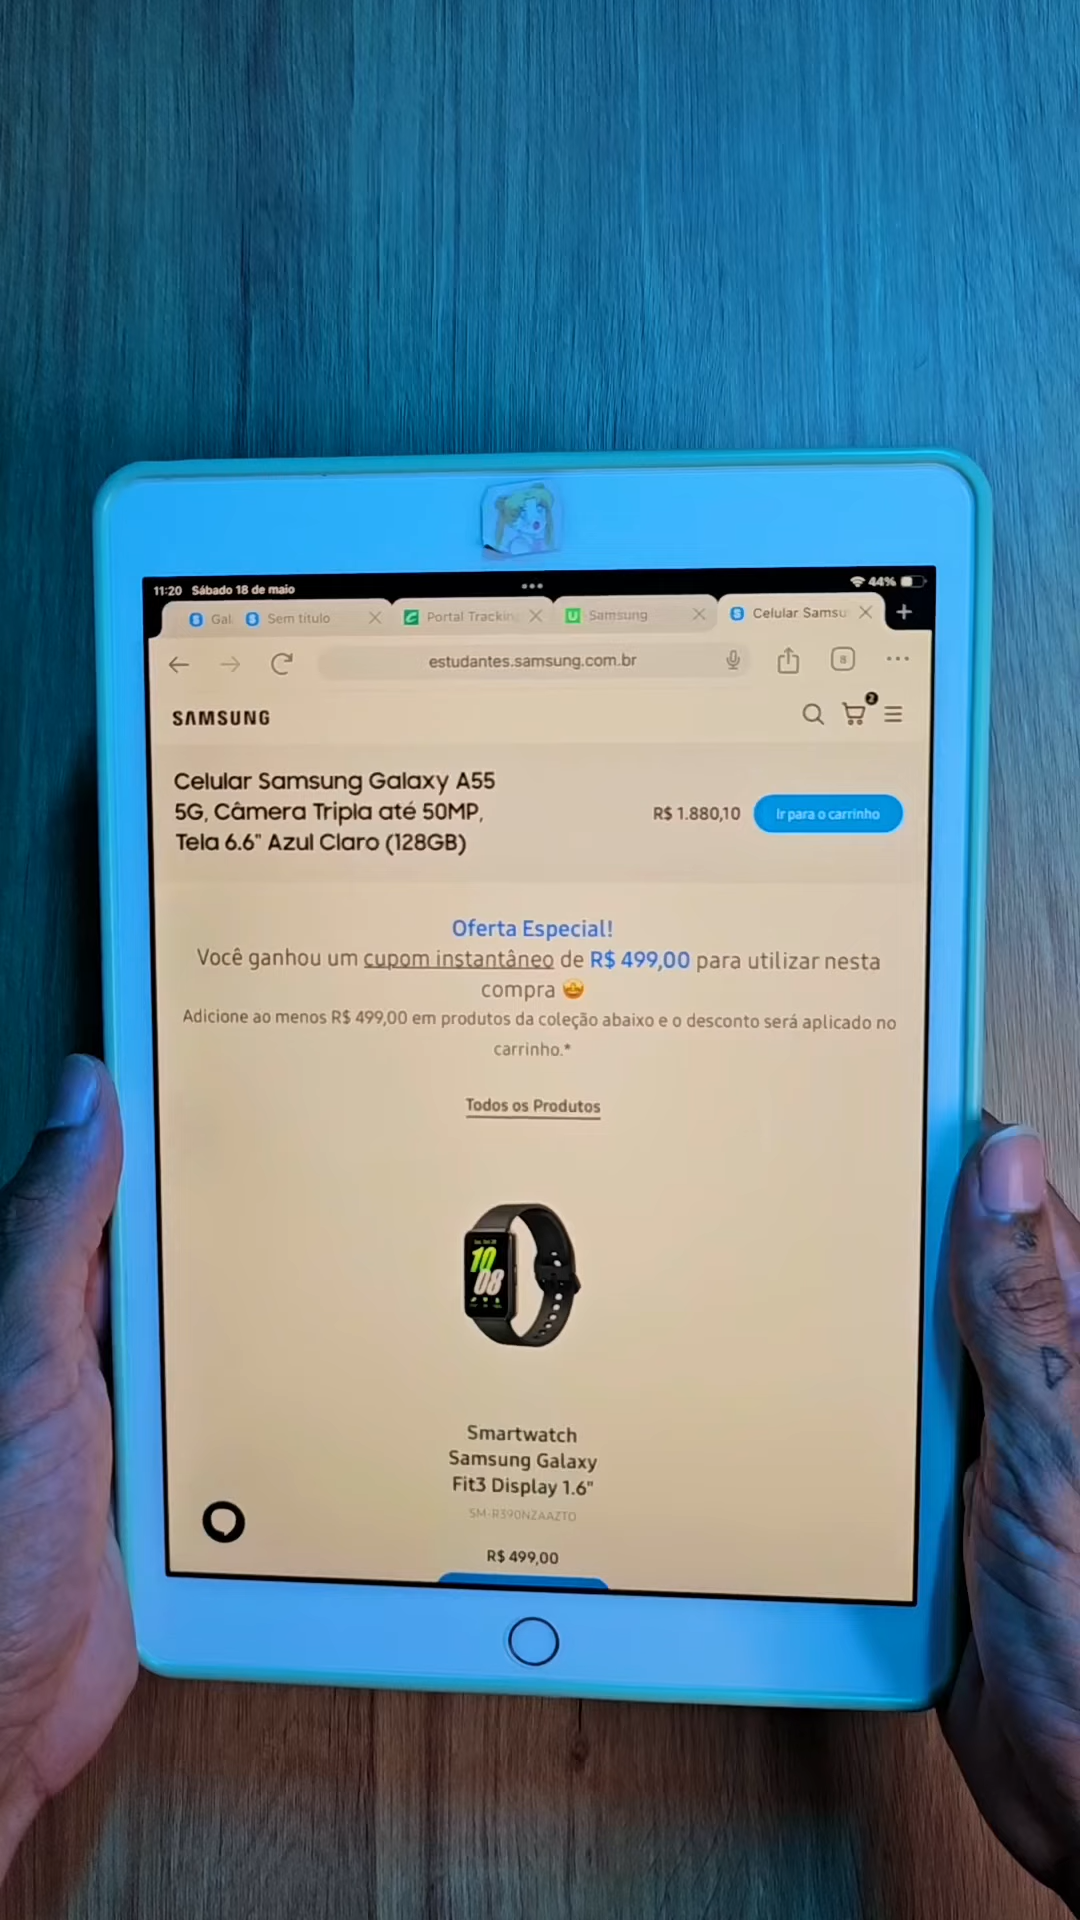 11:20 Sábado 18 de maio
44%
Gal
Sem título
Portal Tracking
Samsung
Celular Samsu
estudantes.samsung.com.br
8
SAMSUNG
2
Celular Samsung Galaxy A55
5G, Câmera Tripla até 50MP,
Tela 6.6" Azul Claro (128GB)
R$ 1.880,10
Ir para o carrinho
Oferta Especial!
Você ganhou um cupom instantâneo de R$ 499,00 para utilizar nesta
compra 🤩
Adicione ao menos R$ 499,00 em produtos da coleção abaixo e o desconto será aplicado no
carrinho.*
Todos os Produtos
10
08
Smartwatch
Samsung Galaxy
Fit3 Display 1.6"
SM-R390NZAAZTO
R$ 499,00